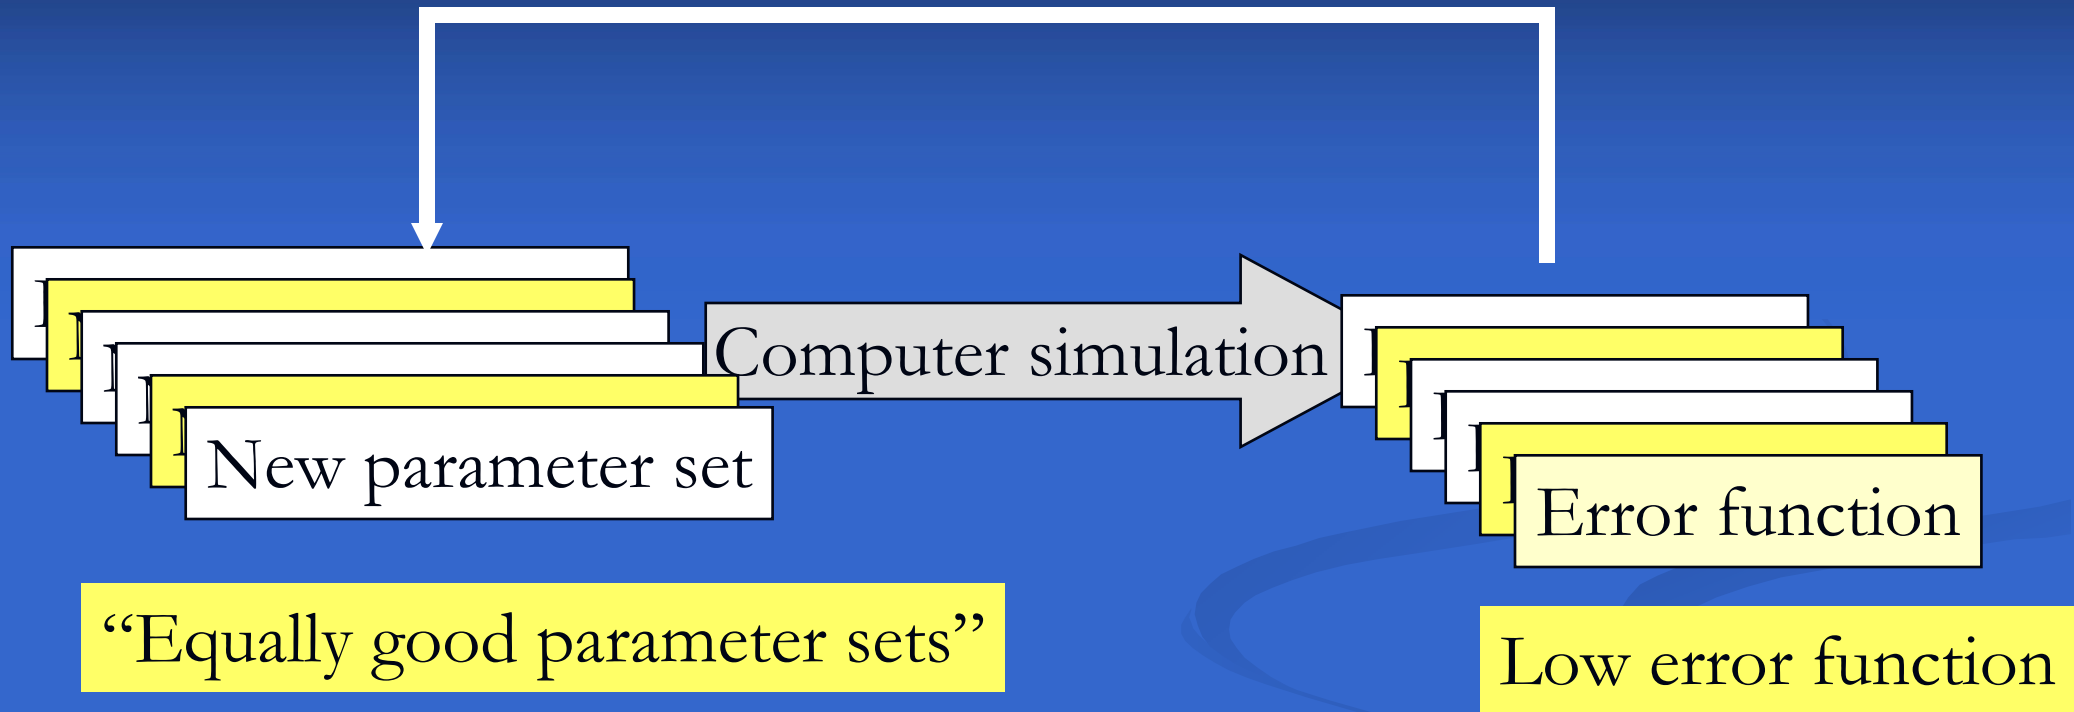 Computer simulation
New parameter set
Error function
“Equally good parameter sets”
Low error function